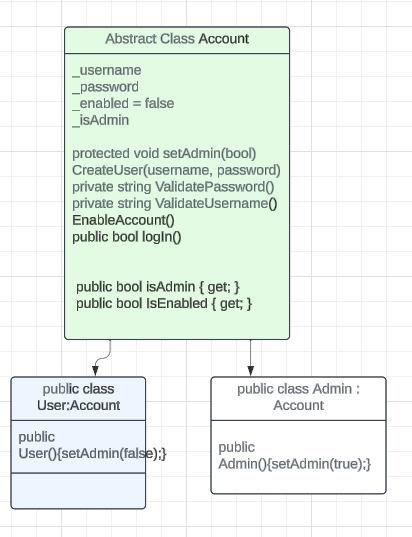 Abstract Class Account
_username
_password
_enabled = false
_isAdmin
protected void setAdmin(bool)
CreateUser(username, password)
private string ValidatePassword()
private string ValidateUsername()
EnableAccount()
public bool logIn()
public bool isAdmin { get; }
public bool IsEnabled { get; }
public class
User:Account
public
User(){setAdmin(false);}
public class Admin :
Account
public
Admin(){setAdmin(true);}